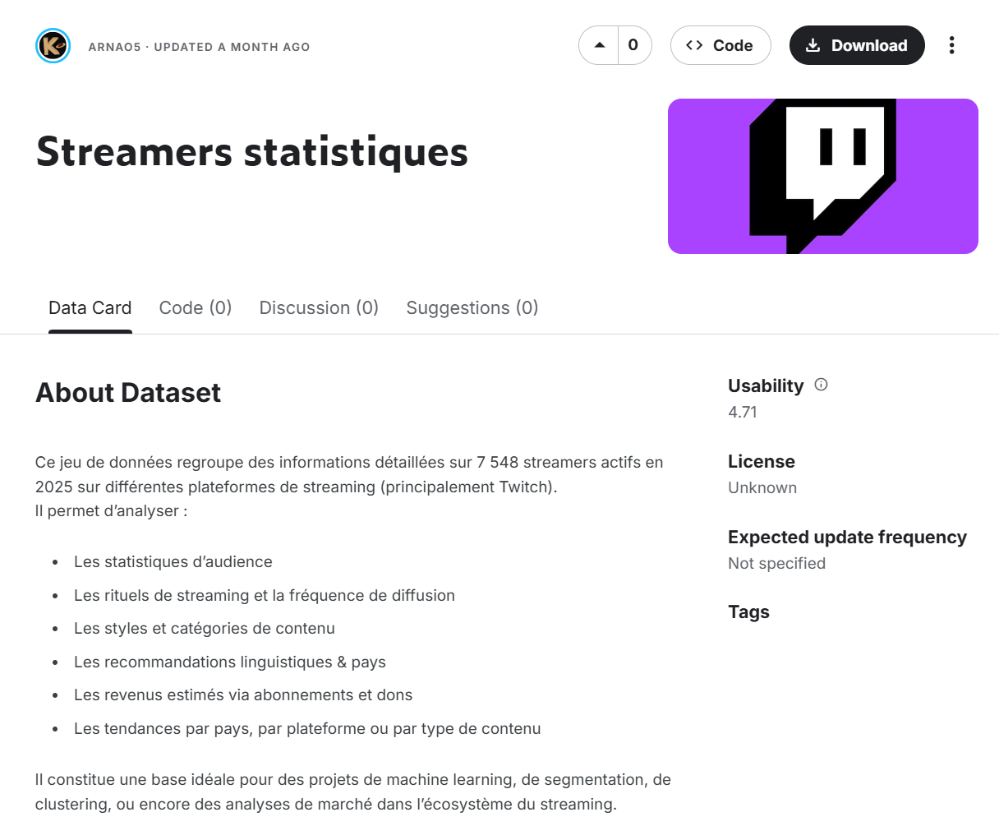 ARNAO5 · UPDATED A MONTH AGO
0
Code
Download
Streamers statistiques
Data Card
Code (0)
Discussion (0)
Suggestions (0)
About Dataset
Ce jeu de données regroupe des informations détaillées sur 7 548 streamers actifs en
2025 sur différentes plateformes de streaming (principalement Twitch).
Il permet d’analyser :
Les statistiques d’audience
Les rituels de streaming et la fréquence de diffusion
Les styles et catégories de contenu
Les recommandations linguistiques & pays
Les revenus estimés via abonnements et dons
Les tendances par pays, par plateforme ou par type de contenu
Il constitue une base idéale pour des projets de machine learning, de segmentation, de
clustering, ou encore des analyses de marché dans l’écosystème du streaming.
Usability
4.71
License
Unknown
Expected update frequency
Not specified
Tags